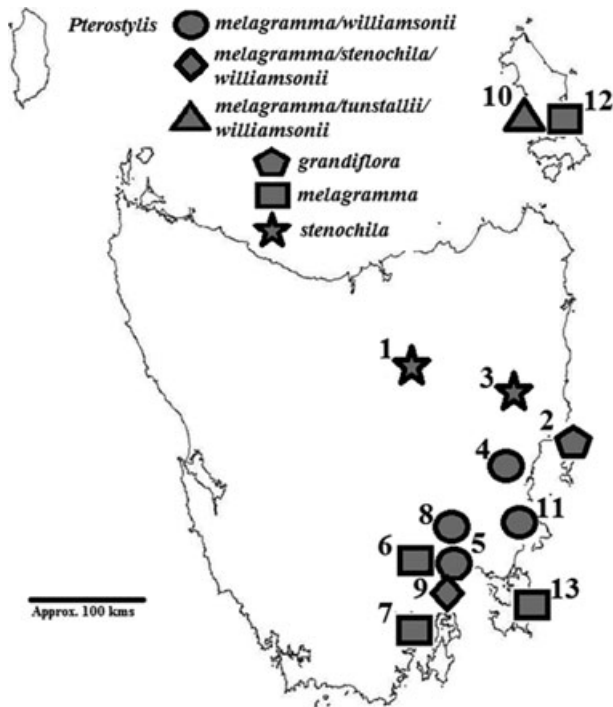 Pterostylis
melagramma/williamsonii
melagramma/stenochila/
williamsonii
melagramma/tunstallii/
williamsonii
10
12
grandiflora
melagramma
stenochila
1
3
2
4
8
11
6
5
9
13
7
Approx. 100 kms